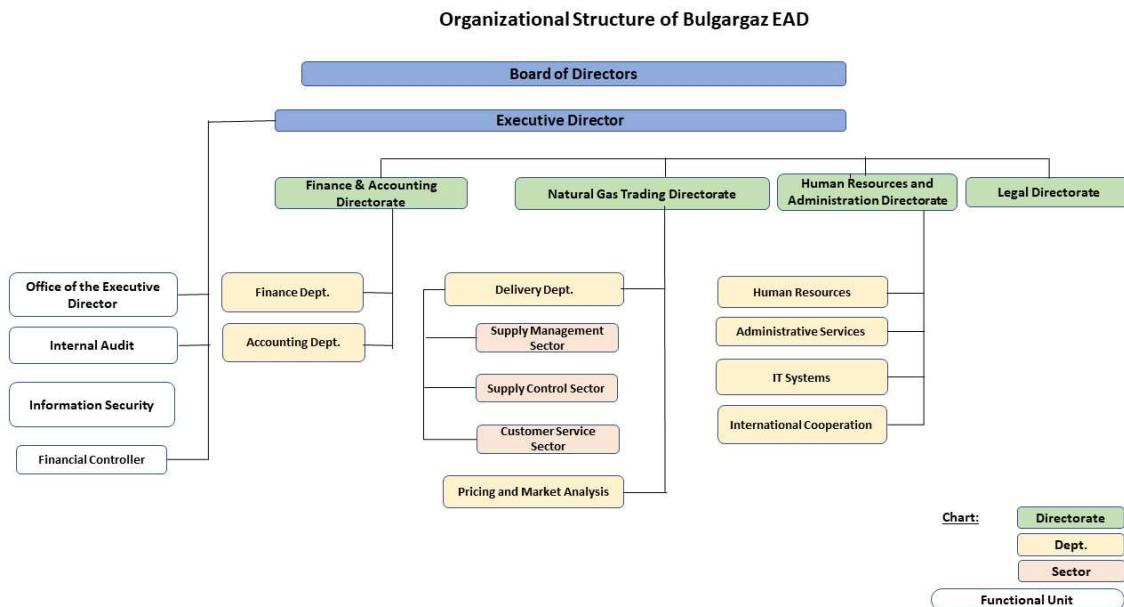 Organizational Structure of Bulgargaz EAD
Board of Directors
Executive Director
Finance & Accounting
Directorate
Natural Gas Trading Directorate
Human Resources and
Administration Directorate
Legal Directorate
Office of the Executive
Director
Internal Audit
Information Security
Financial Controller
Finance Dept.
Accounting Dept.
Delivery Dept.
Supply Management
Sector
Supply Control Sector
Customer Service
Sector
Pricing and Market Analysis
Human Resources
Administrative Services
IT Systems
International Cooperation
Chart:
Directorate
Dept.
Sector
Functional Unit